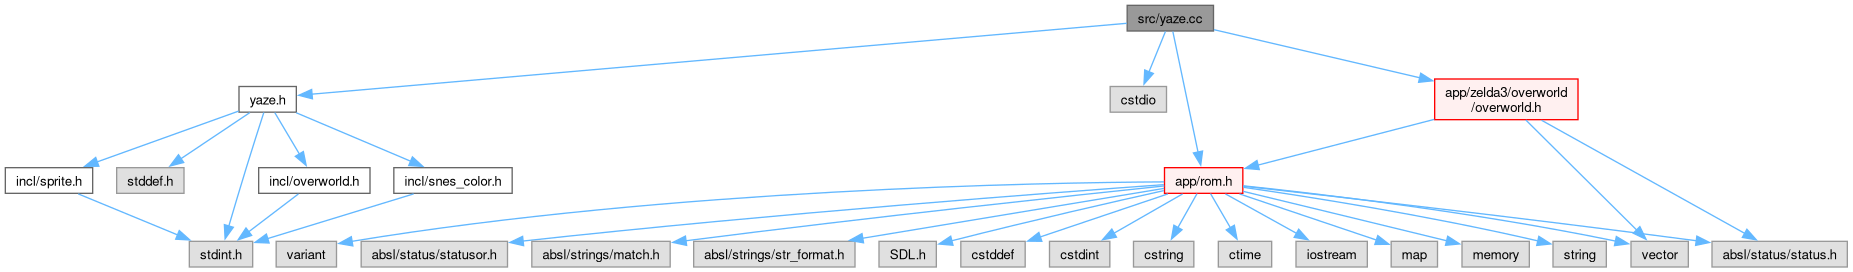 src/yaze.cc
yaze.h
cstdio
app/zelda3/overworld
/overworld.h
incl/sprite.h
stddef.h
incl/overworld.h
incl/snes_color.h
app/rom.h
stdint.h
variant
absl/status/statusor.h
absl/strings/match.h
absl/strings/str_format.h
SDL.h
cstddef
cstdint
cstring
ctime
iostream
map
memory
string
vector
absl/status/status.h